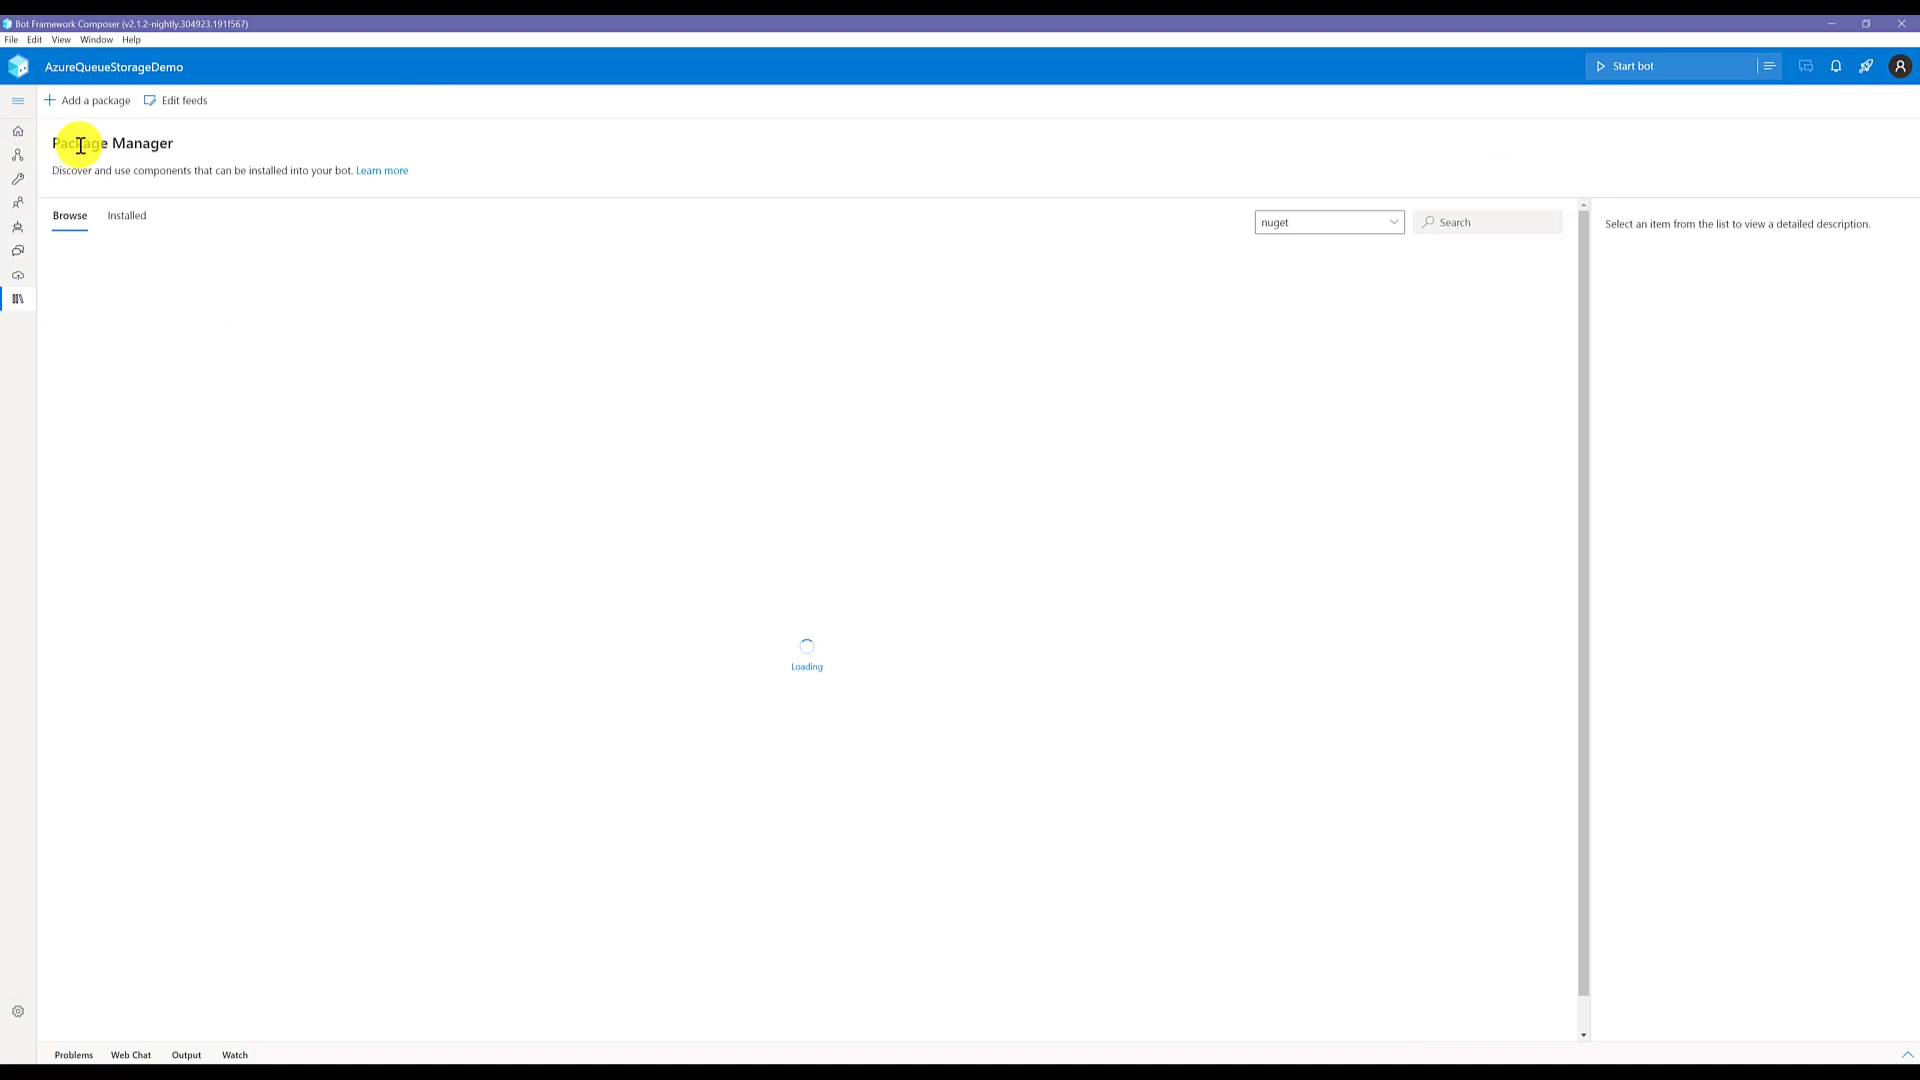 Bot Framework Composer (v2.1.2-nightly.304923.191f567)
File Edit View Window Help
AzureQueueStorageDemo
Start bot
Add a package Edit feeds
Package Manager
Discover and use components that can be installed into your bot. Learn more
Browse Installed
nuget
Search
Select an item from the list to view a detailed description.
Loading
Problems Web Chat Output Watch